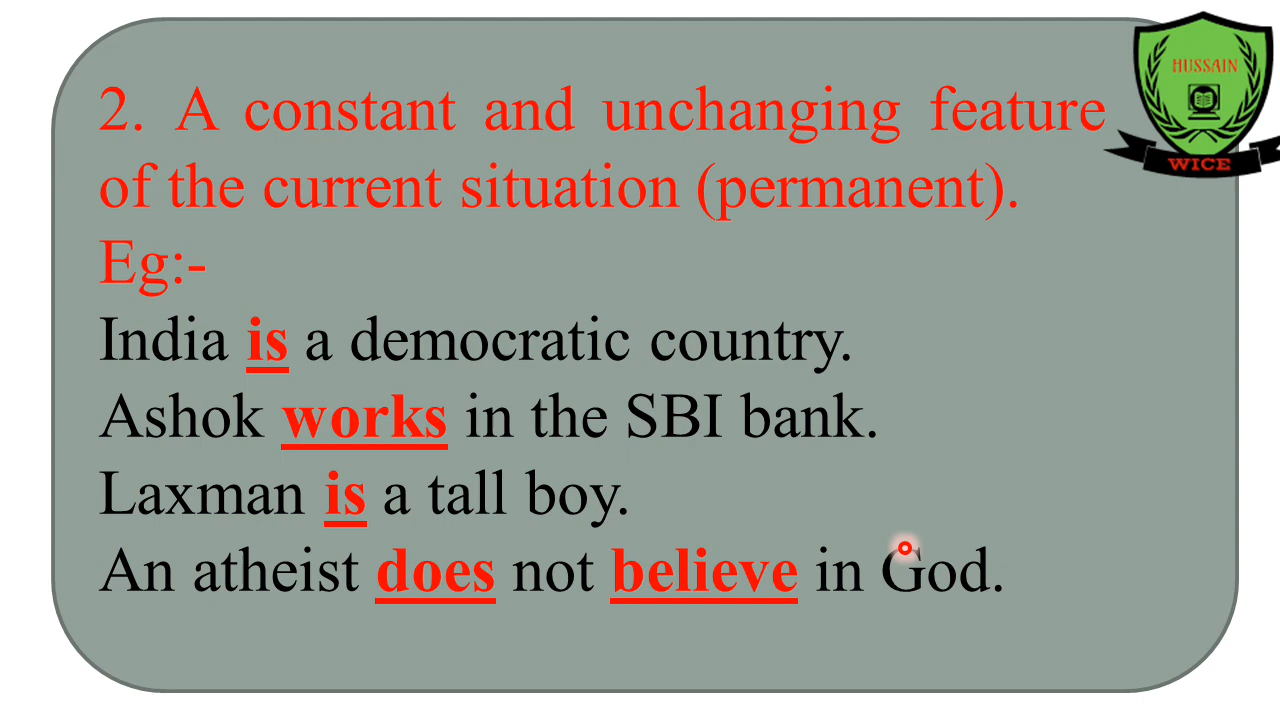 2. A constant and unchanging feature
of the current situation (permanent).
Eg:-
India is a democratic country.
Ashok works in the SBI bank.
Laxman is a tall boy.
An atheist does not believe in God.
HUSSAIN
WICE